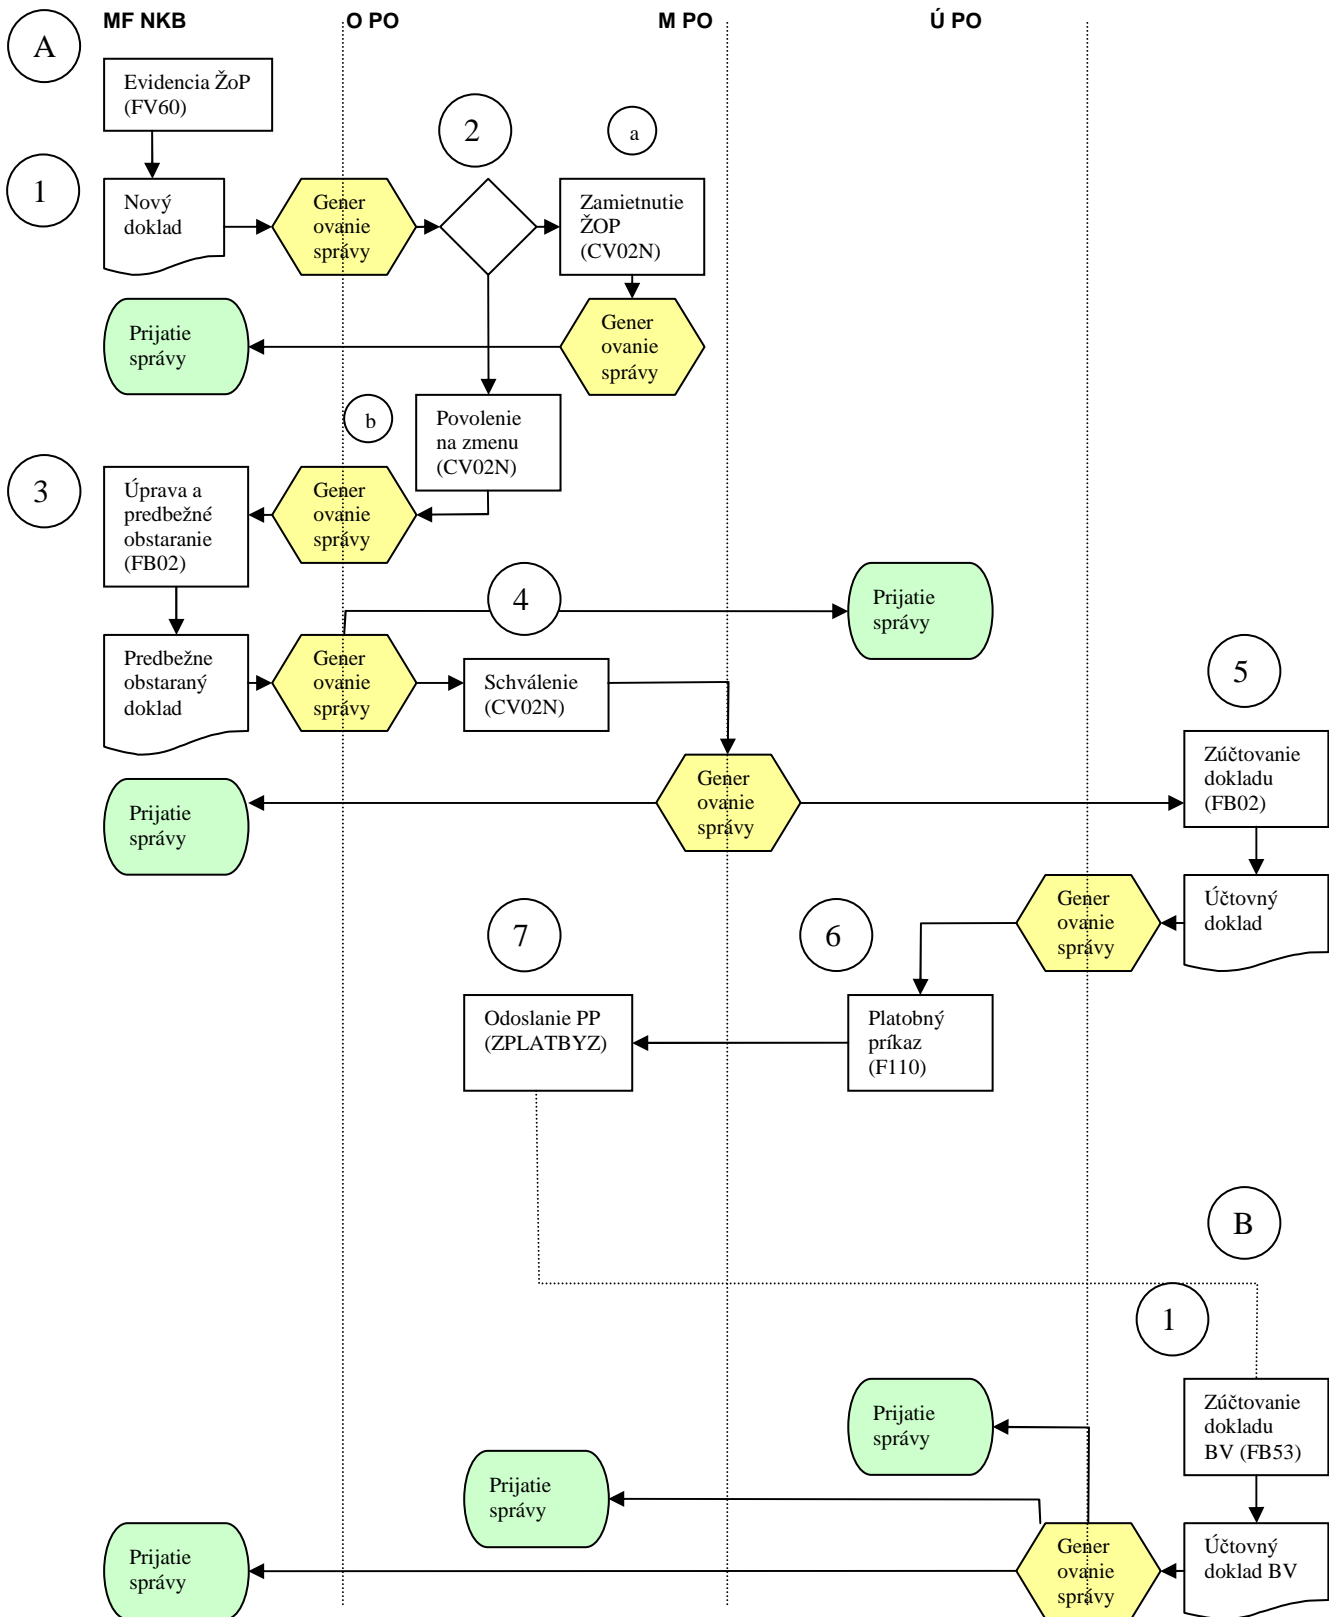 MF NKB
O PO
M PO
Ú PO
A
Evidencia ŽoP
(FV60)
2
a
1
Nový
doklad
Gener
ovanie
správy
Zamietnutie
ŽOP
(CV02N)
Prijatie
správy
Gener
ovanie
správy
b
Povolenie
na zmenu
(CV02N)
3
Úprava a
predbežné
obstaranie
(FB02)
Gener
ovanie
správy
4
Prijatie
správy
Predbežne
obstaraný
doklad
Gener
ovanie
správy
Schválenie
(CV02N)
5
Prijatie
správy
Gener
ovanie
správy
Zúčtovanie
dokladu
(FB02)
7
6
Gener
ovanie
správy
Účtovný
doklad
Odoslanie PP
(ZPLATBYZ)
Platobný
príkaz
(F110)
B
1
Prijatie
správy
Zúčtovanie
dokladu
BV (FB53)
Prijatie
správy
Prijatie
správy
Gener
ovanie
správy
Účtovný
doklad BV